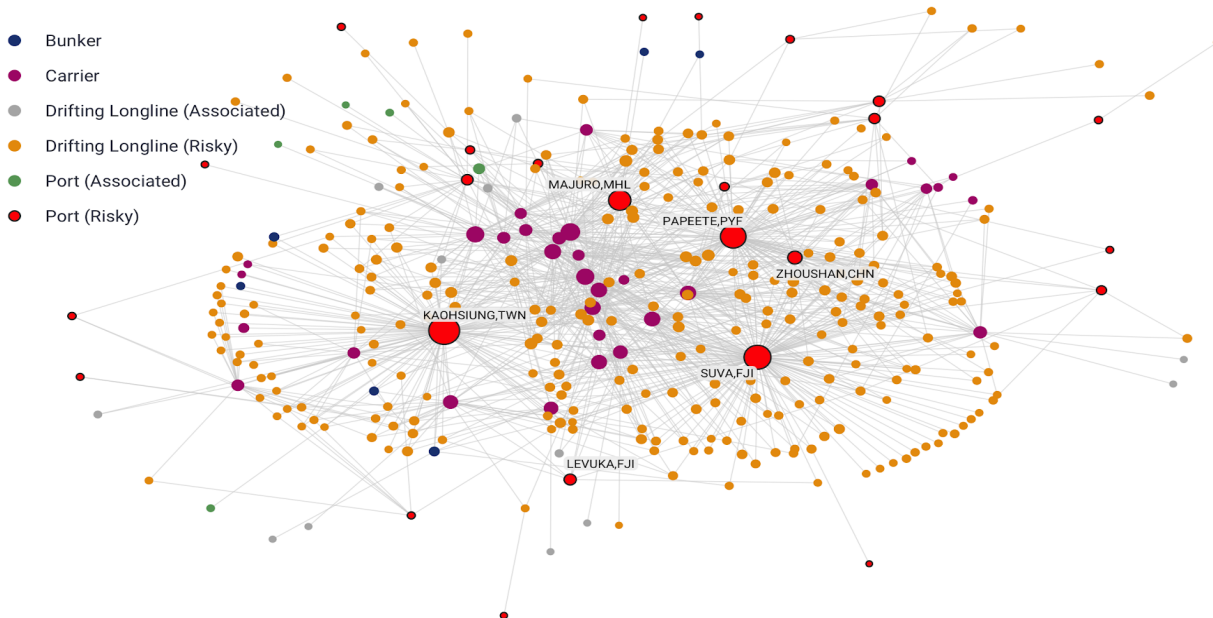 Bunker
Carrier
Drifting Longline (Associated)
Drifting Longline (Risky)
Port (Associated)
Port (Risky)
MAJURO,MHL
PAPEETE,PYF
ZHOUSHAN,CHN
KAOHSIUNG,TWN
SUVA,FJI
LEVUKA,FJI